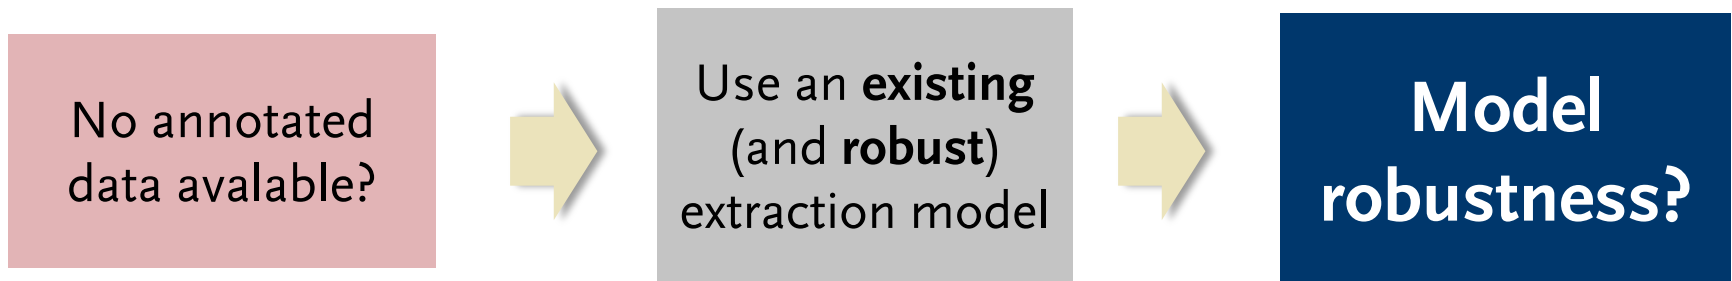 No annotated
data avalable?
Use an existing
(and robust)
extraction model
Model
robustness?